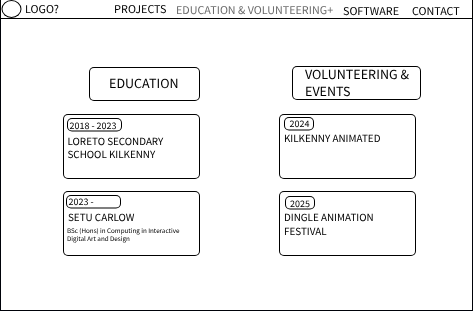 LOGO? PROJECTS EDUCATION & VOLUNTEERING+ SOFTWARE CONTACT
EDUCATION
2018 - 2023
LORETO SECONDARY
SCHOOL KILKENNY
2023 -
SETU CARLOW
BSc (Hons) in Computing in Interactive
Digital Art and Design
VOLUNTEERING &
EVENTS
2024
KILKENNY ANIMATED
2025
DINGLE ANIMATION
FESTIVAL